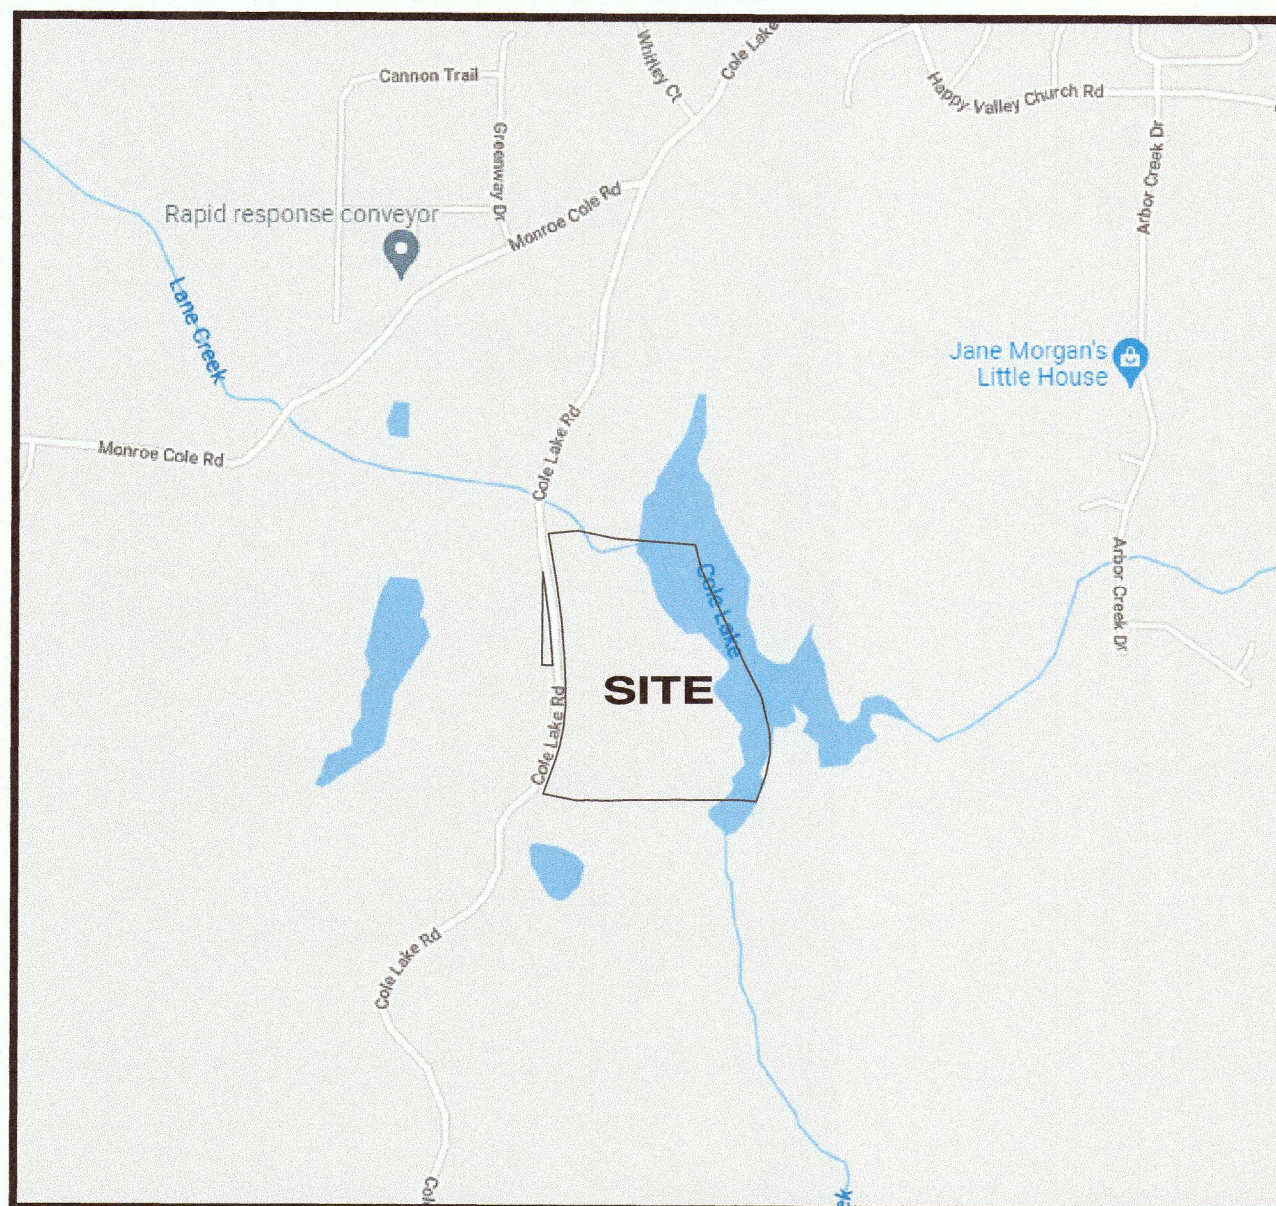 Whitley Ct
Cole Lake
Cannon Trail
Happy Valley Church Rd
Greenway Dr
Arbor Creek Dr
Monroe Cole Rd
Rapid response conveyor
Lane Creek
Jane Morgan's
Little House
Cole Lake Rd
Monroe Cole Rd
Arbor Creek Dr
Cole Lake
SITE
Cole Lake Rd
Cole Lake Rd